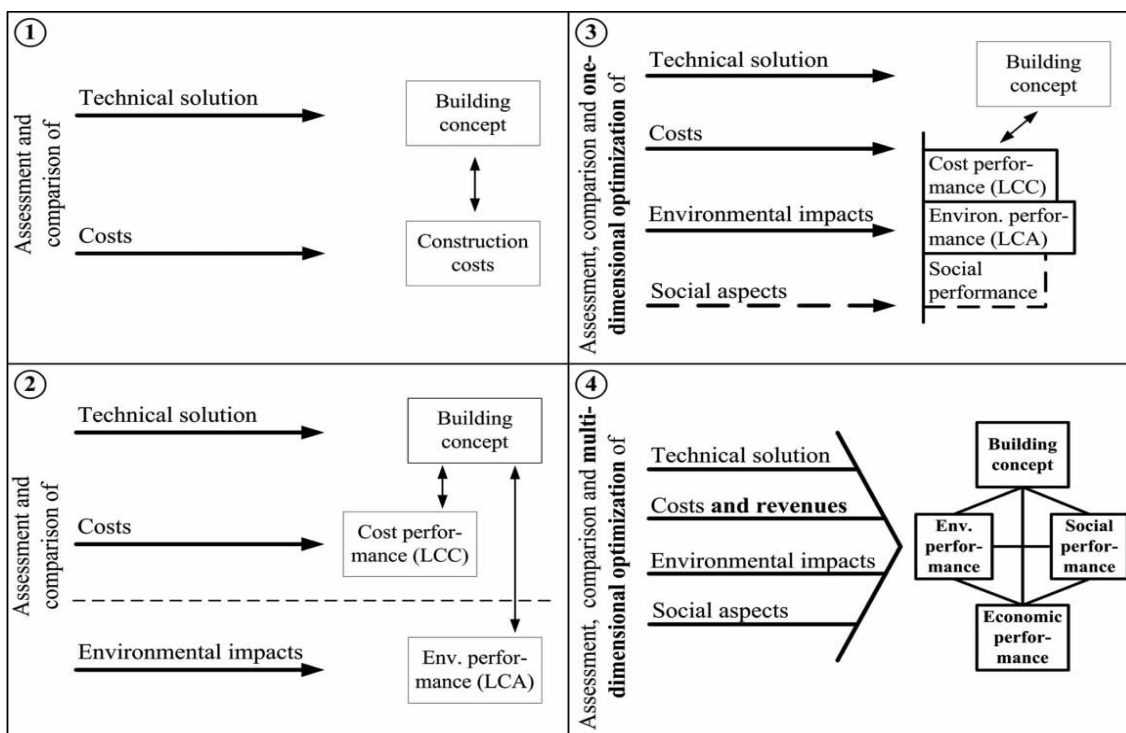 1
Assessment and
comparison of
Technical solution
Building
concept
Costs
Construction
costs
2
Assessment and
comparison of
Technical solution
Building
concept
Costs
Cost perfor-
mance (LCC)
Environmental impacts
Env. perfor-
mance (LCA)
3
Assessment, comparison and one-
dimensional optimization of
Technical solution
Building
concept
Costs
Cost perfor-
mance (LCC)
Environmental impacts
Environ. perfor-
mance (LCA)
Social aspects
Social
performance
4
Assessment, comparison and multi-
dimensional optimization of
Technical solution
Costs and revenues
Environmental impacts
Social aspects
Building
concept
Env.
perfor-
mance
Social
perfor-
mance
Economic
perfor-
mance